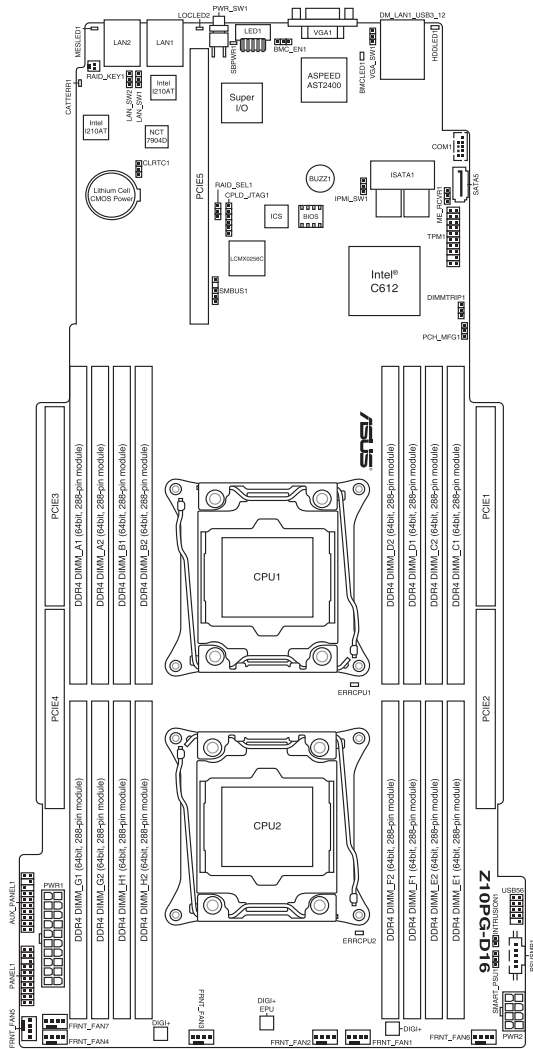 PWR_SW1
LOCLED2
MESLED1
LAN2
LAN1
LED1
VGA1
DM_LAN1_USB3_12
HDDLED1
SBPWR1
BMC_EN1
VGA_SW1
BMCLED1
RAID_KEY1
CATTERR1
LAN_SW2
LAN_SW1
Intel
I210AT
Super
I/O
ASPEED
AST2400
Intel
I210AT
NCT
7904D
COM1
CLRTC1
Lithium Cell
CMOS Power
PCIE5
RAID_SEL1
CPLD_JTAG1
BUZZ1
ISATA1
IPMI_SW1
SATA5
ME_RCVR1
TPM1
ICS
BIOS
LCMX0256C
SMBUS1
Intel®
C612
DIMMTRIP1
PCH_MFG1
PCIE3
DDR4 DIMM_A1 (64bit, 288-pin module)
DDR4 DIMM_A2 (64bit, 288-pin module)
DDR4 DIMM_B1 (64bit, 288-pin module)
DDR4 DIMM_B2 (64bit, 288-pin module)
CPU1
ASUS
DDR4 DIMM_D2 (64bit, 288-pin module)
DDR4 DIMM_D1 (64bit, 288-pin module)
DDR4 DIMM_C2 (64bit, 288-pin module)
DDR4 DIMM_C1 (64bit, 288-pin module)
PCIE1
ERRCPU1
PCIE4
PCIE2
DDR4 DIMM_G1 (64bit, 288-pin module)
DDR4 DIMM_G2 (64bit, 288-pin module)
DDR4 DIMM_H1 (64bit, 288-pin module)
DDR4 DIMM_H2 (64bit, 288-pin module)
CPU2
DDR4 DIMM_F2 (64bit, 288-pin module)
DDR4 DIMM_F1 (64bit, 288-pin module)
DDR4 DIMM_E2 (64bit, 288-pin module)
DDR4 DIMM_E1 (64bit, 288-pin module)
ERRCPU2
Z10PG-D16
AUX_PANEL1
PWR1
USB56
INTRUSION1
PANEL1
SMART_PSU1
PWR2
FRNT_FAN5
FRNT_FAN7
FRNT_FAN4
DIGI+
FRNT_FAN3
DIGI+
EPU
FRNT_FAN2
FRNT_FAN1
DIGI+
FRNT_FAN6